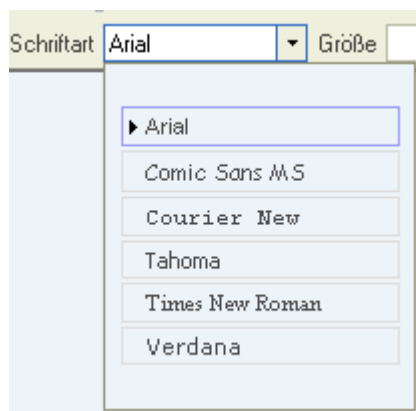 Schriftart Arial Größe
Arial
Comic Sans MS
Courier New
Tahoma
Times New Roman
Verdana